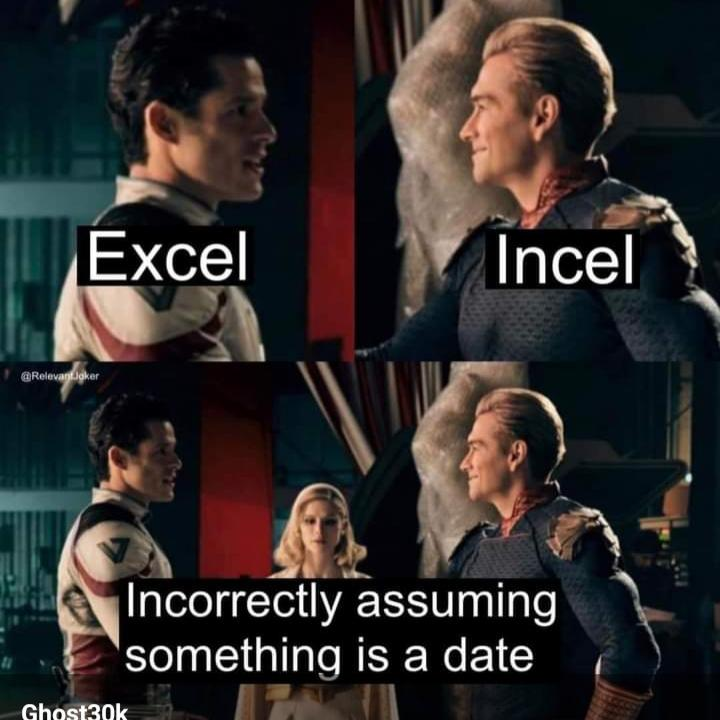 Excel
Incel
@RelevantJoker
Incorrectly assuming
something is a date
Ghost30k